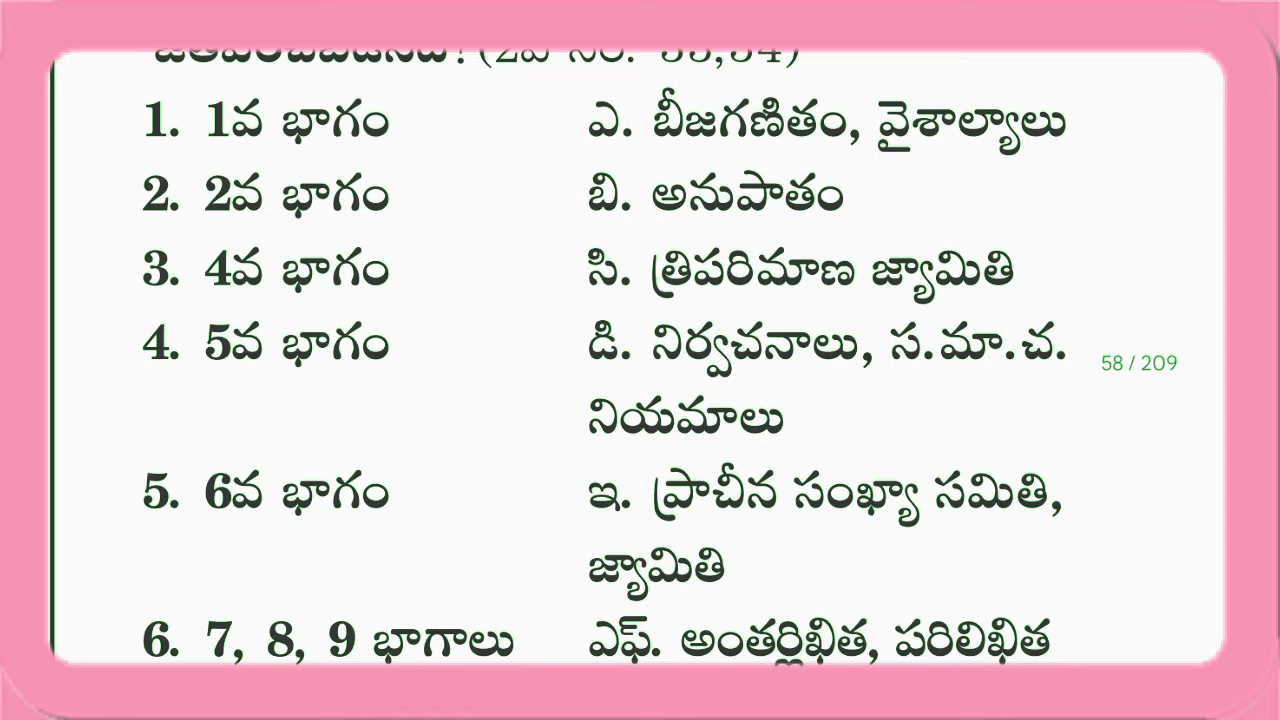 1. 1వ భాగం ఎ. బీజగణితం, వైశాల్యాలు
2. 2వ భాగం బి. అనుపాతం
3. 4వ భాగం సి. త్రిపరిమాణ జ్యామితి
4. 5వ భాగం డి. నిర్వచనాలు, స.మా.చ.
58 / 209
నియమాలు
5. 6వ భాగం ఇ. ప్రాచీన సంఖ్యా సమితి,
జ్యామితి
6. 7, 8, 9 భాగాలు ఎఫ్. అంతర్లిఖిత, పరిలిఖిత